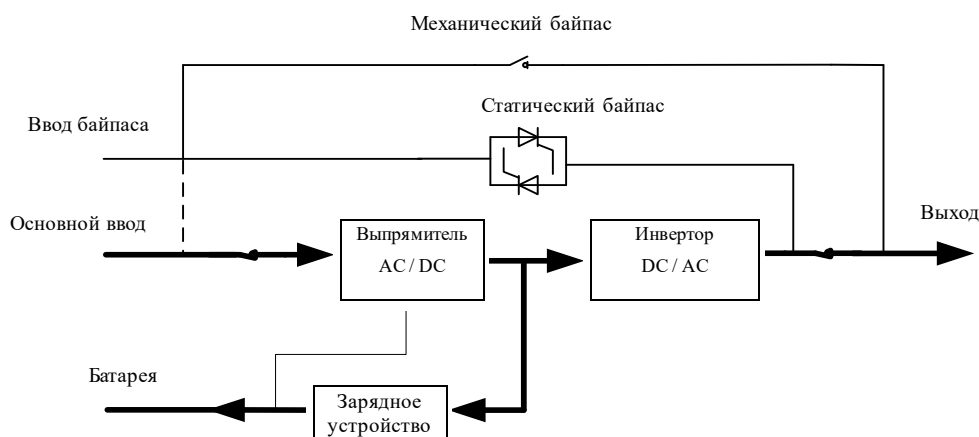 Механический байпас
Статический байпас
Ввод байпаса
Основной ввод
Выход
Выпрямитель
AC / DC
Инвертор
DC / AC
Батарея
Зарядное
устройство